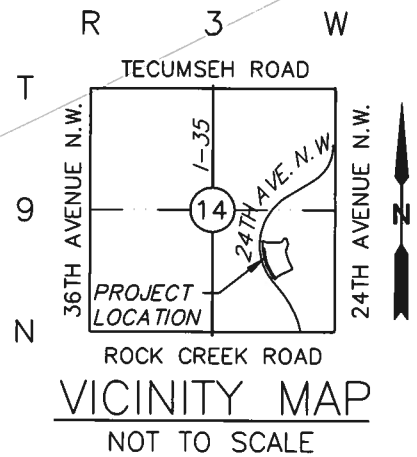 R 3 W
TECUMSEH ROAD
T
9
N
36TH AVENUE N.W.
I-35
24TH AVE. N.W.
24TH AVENUE N.W.
14
N
PROJECT
LOCATION
ROCK CREEK ROAD
VICINITY MAP
NOT TO SCALE